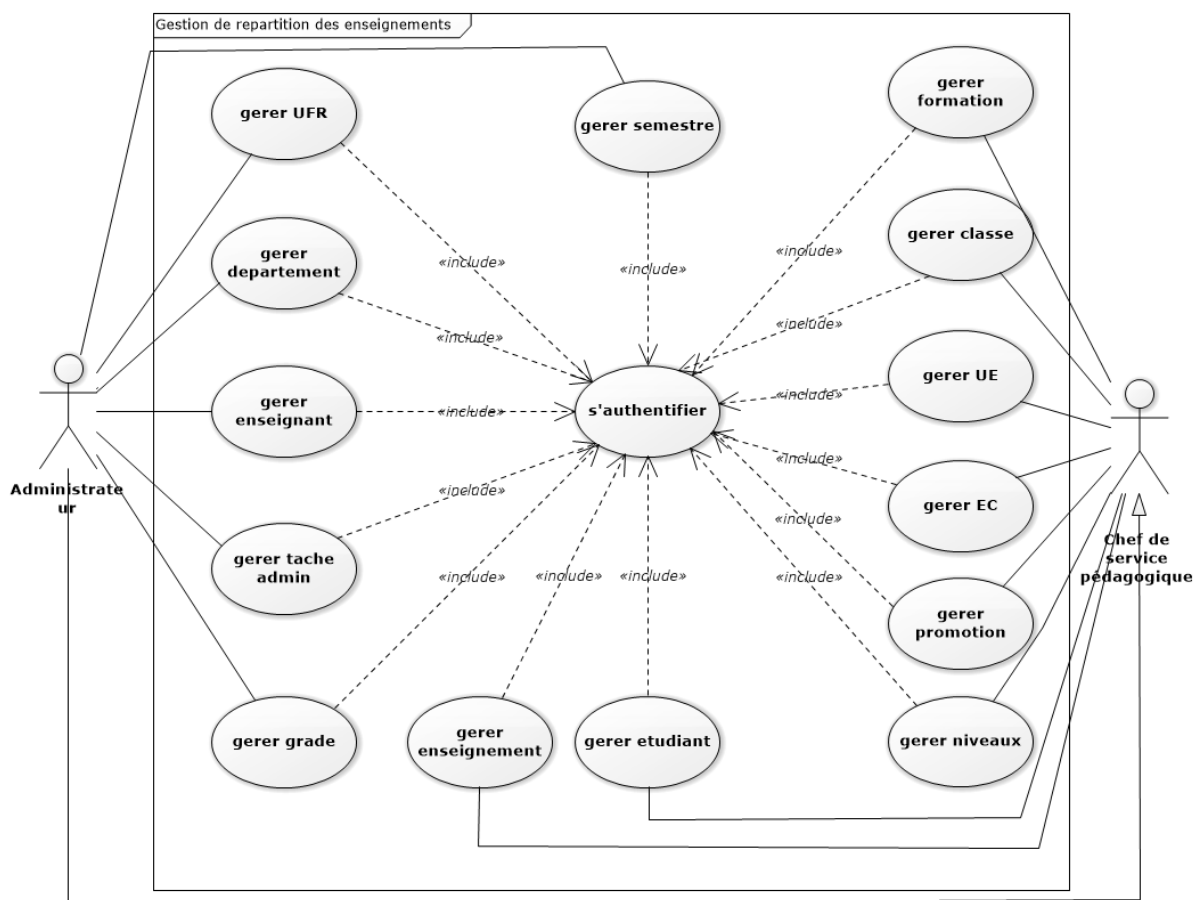 Gestion de repartition des enseignements
gerer UFR
gerer semestre
gerer
formation
gerer
departement
gerer classe
«include»
«include»
«include»
«include»
«include»
gerer
enseignant
«include»
s'authentifier
«include»
gerer UE
Administrate
ur
«include»
«include»
gerer EC
gerer tache
admin
«include»
Chef de
service
pédagogique
«include»
«include»
«include»
«include»
gerer
promotion
gerer grade
gerer
enseignement
gerer etudiant
gerer niveaux